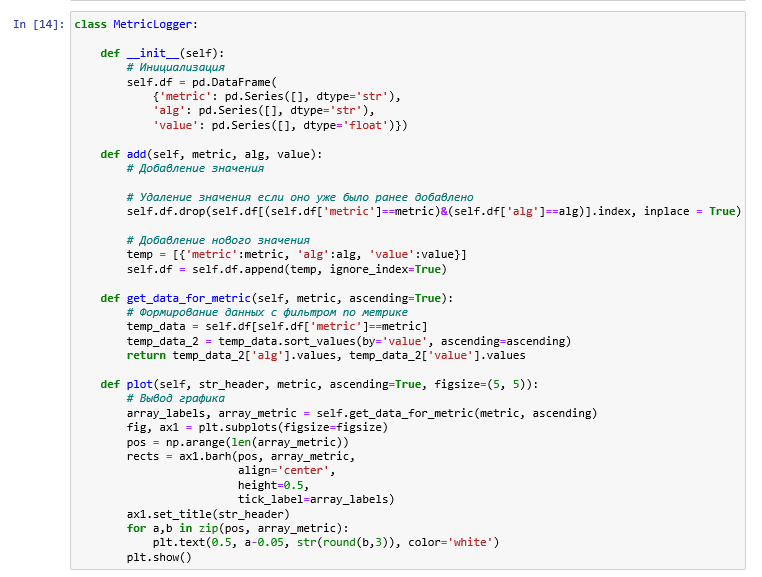 In [14]: class MetricLogger:
def __init__(self):
# Инициализация
self.df = pd.DataFrame(
{'metric': pd.Series([], dtype='str'),
'alg': pd.Series([], dtype='str'),
'value': pd.Series([], dtype='float')})
def add(self, metric, alg, value):
# Добавление значения
# Удаление значения если оно уже было ранее добавлено
self.df.drop(self.df[(self.df['metric']==metric)&(self.df['alg']==alg)].index, inplace = True)
# Добавление нового значения
temp = [{'metric':metric, 'alg':alg, 'value':value}]
self.df = self.df.append(temp, ignore_index=True)
def get_data_for_metric(self, metric, ascending=True):
# Формирование данных с фильтром по метрике
temp_data = self.df[self.df['metric']==metric]
temp_data_2 = temp_data.sort_values(by='value', ascending=ascending)
return temp_data_2['alg'].values, temp_data_2['value'].values
def plot(self, str_header, metric, ascending=True, figsize=(5, 5)):
# Вывод графика
array_labels, array_metric = self.get_data_for_metric(metric, ascending)
fig, ax1 = plt.subplots(figsize=figsize)
pos = np.arange(len(array_metric))
rects = ax1.barh(pos, array_metric,
align='center',
height=0.5,
tick_label=array_labels)
ax1.set_title(str_header)
for a,b in zip(pos, array_metric):
plt.text(0.5, a-0.05, str(round(b,3)), color='white')
plt.show()